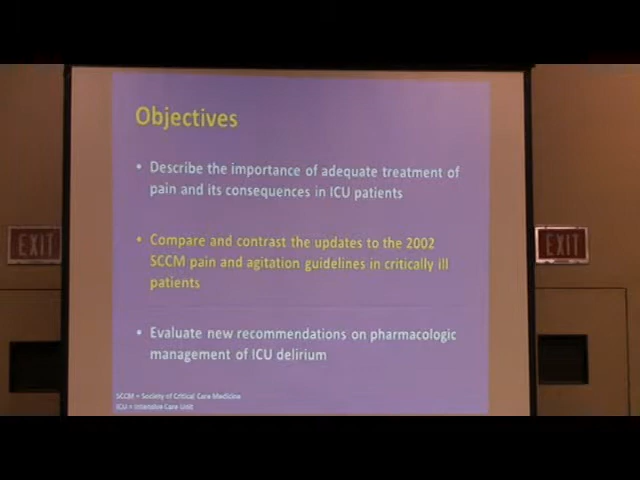 Objectives
• Describe the importance of adequate treatment of
pain and its consequences in ICU patients
• Compare and contrast the updates to the 2002
SCCM pain and agitation guidelines in critically ill
patients
• Evaluate new recommendations on pharmacologic
management of ICU delirium
SCCM = Society of Critical Care Medicine
ICU = Intensive Care Unit
EXIT
EXIT